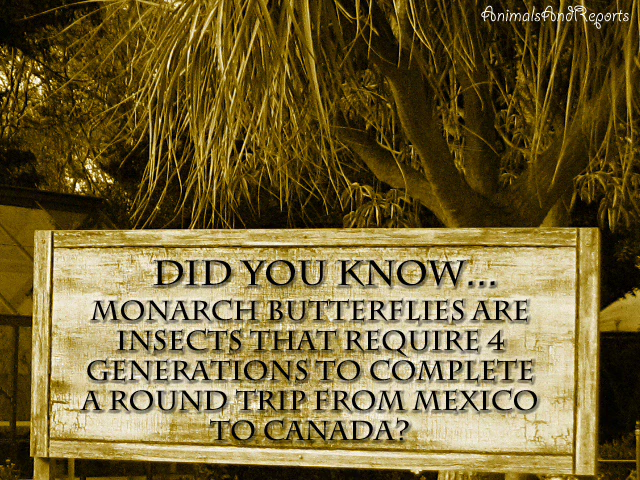 AnimalsAndReports
DID YOU KNOW...
MONARCH BUTTERFLIES ARE
INSECTS THAT REQUIRE 4
GENERATIONS TO COMPLETE
A ROUND TRIP FROM MEXICO
TO CANADA?